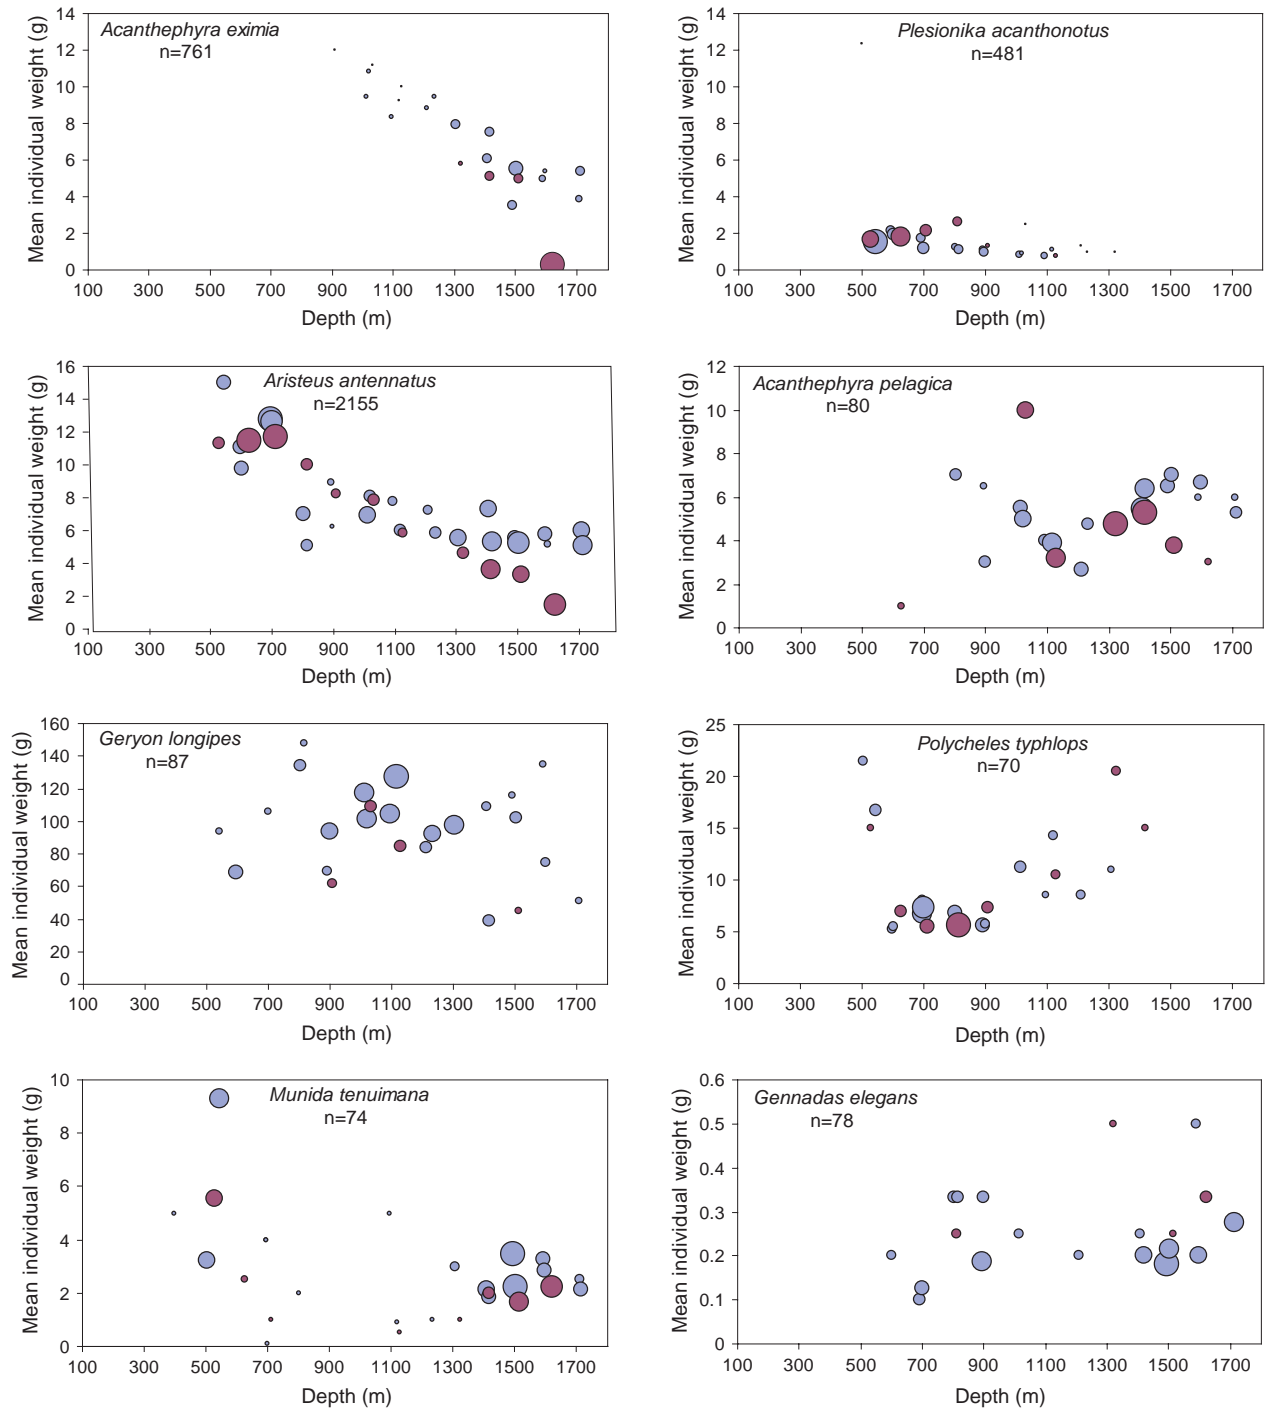 Acanthephyra eximia
n=761
Mean individual weight (g)
14
12
10
8
6
4
2
0
100 300 500 700 900 1100 1300 1500 1700
Depth (m)
Plesionika acanthonotus
n=481
Mean individual weight (g)
14
12
10
8
6
4
2
0
100 300 500 700 900 1100 1300 1500 1700
Depth (m)
Aristeus antennatus
n=2155
Mean individual weight (g)
16
14
12
10
8
6
4
2
0
100 300 500 700 900 1100 1300 1500 1700
Depth (m)
Acanthephyra pelagica
n=80
Mean individual weight (g)
12
10
8
6
4
2
0
100 300 500 700 900 1100 1300 1500 1700
Depth (m)
Geryon longipes
n=87
Mean individual weight (g)
160
140
120
100
80
60
40
20
0
100 300 500 700 900 1100 1300 1500 1700
Depth (m)
Polycheles typhlops
n=70
Mean individual weight (g)
25
20
15
10
5
0
100 300 500 700 900 1100 1300 1500 1700
Depth (m)
Munida tenuimana
n=74
Mean individual weight (g)
10
8
6
4
2
0
100 300 500 700 900 1100 1300 1500 1700
Depth (m)
Gennadas elegans
n=78
Mean individual weight (g)
0.6
0.5
0.4
0.3
0.2
0.1
0
100 300 500 700 900 1100 1300 1500 1700
Depth (m)